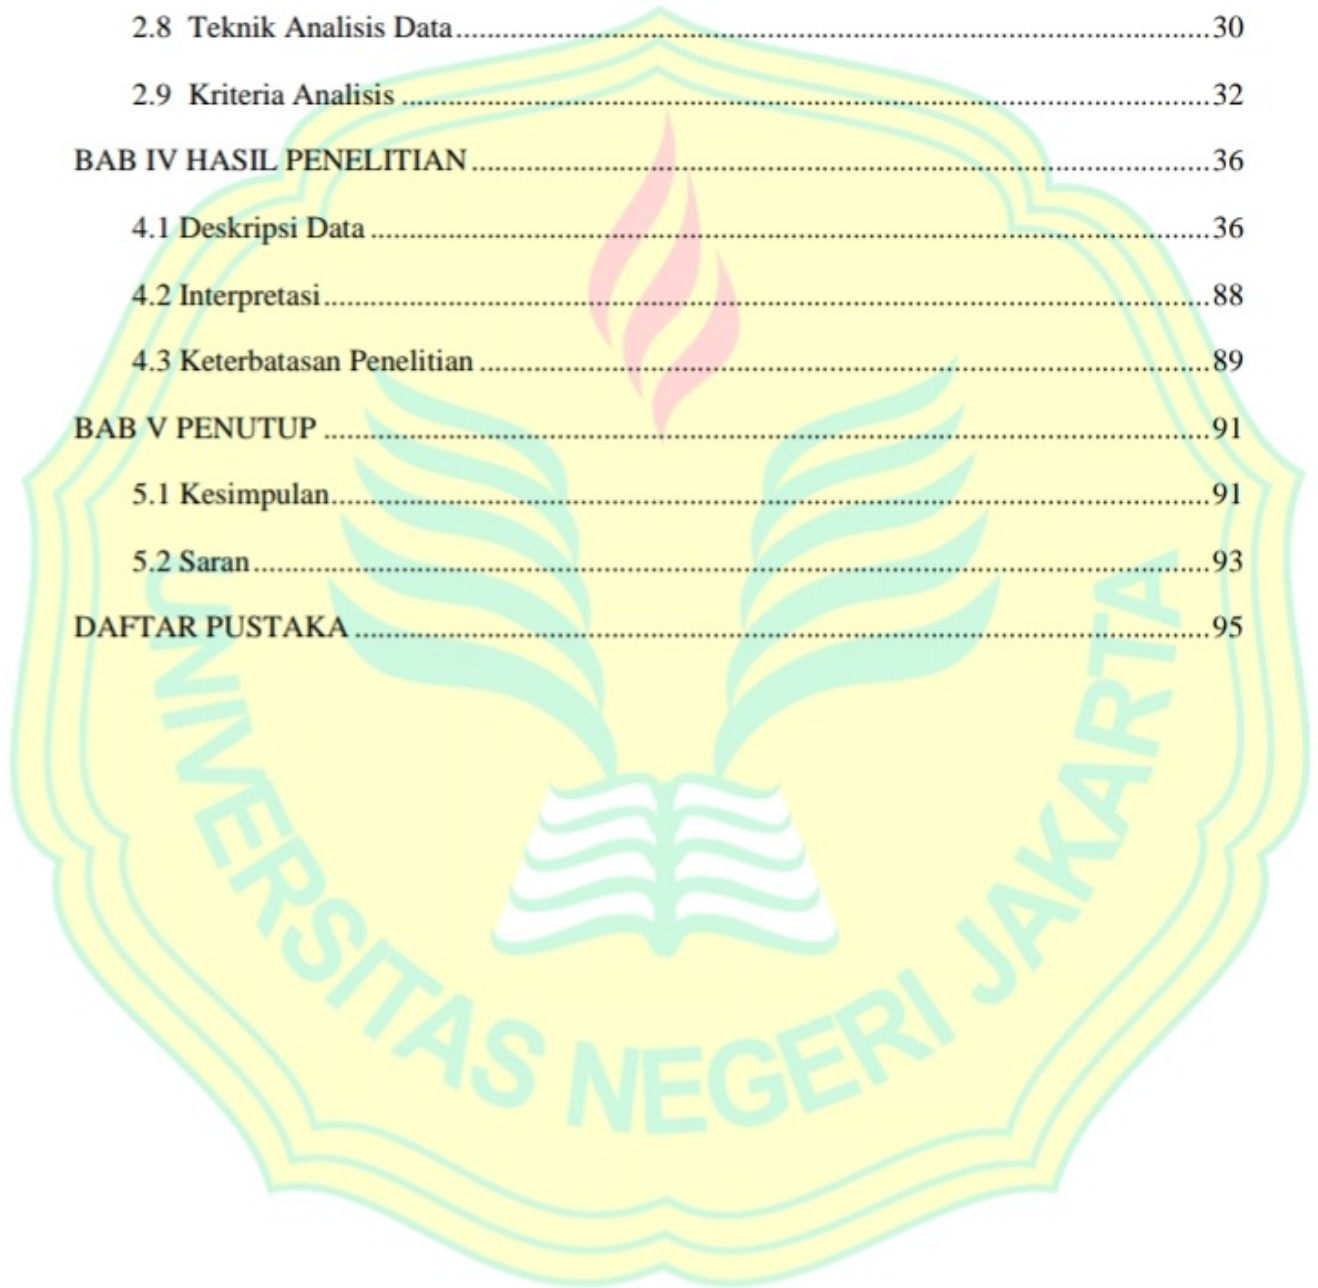 2.8 Teknik Analisis Data....................30
2.9 Kriteria Analisis....................32
BAB IV HASIL PENELITIAN....................36
4.1 Deskripsi Data....................36
4.2 Interpretasi....................88
4.3 Keterbatasan Penelitian....................89
BAB V PENUTUP....................91
5.1 Kesimpulan....................91
5.2 Saran....................93
DAFTAR PUSTAKA....................95
UNIVERSITAS NEGERI JAKARTA